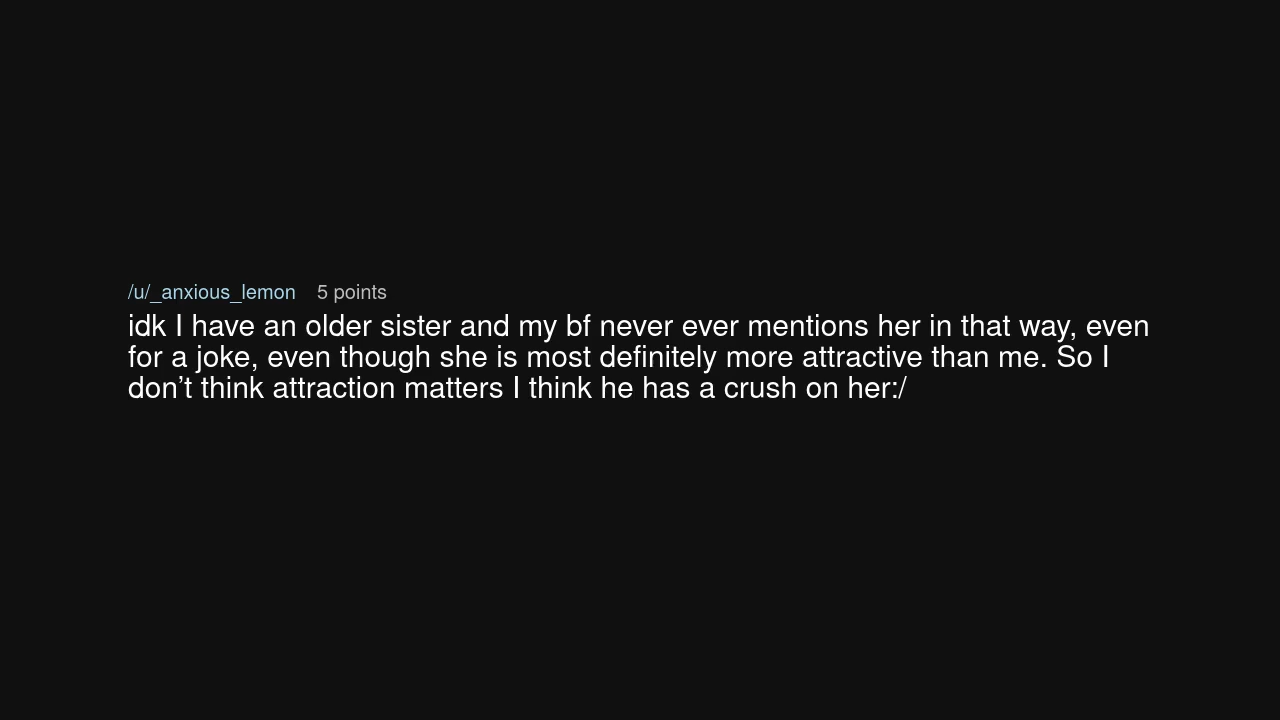 /u/_anxious_lemon 5 points
idk I have an older sister and my bf never ever mentions her in that way, even
for a joke, even though she is most definitely more attractive than me. So I
don’t think attraction matters I think he has a crush on her:/